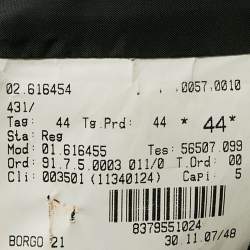 02.616454 0057.0010
431/
Tag: 44 Tg.Prd: 44 * 44*
Sta: Reg
Mod: 01.616455 Tes: 56507.099
Ord: 91.7.5.0003 011/0 T.Ord: 00
Cli: 003501 (11340124) Capi: 5
8379551024
BORGO 21 30.11.07/48